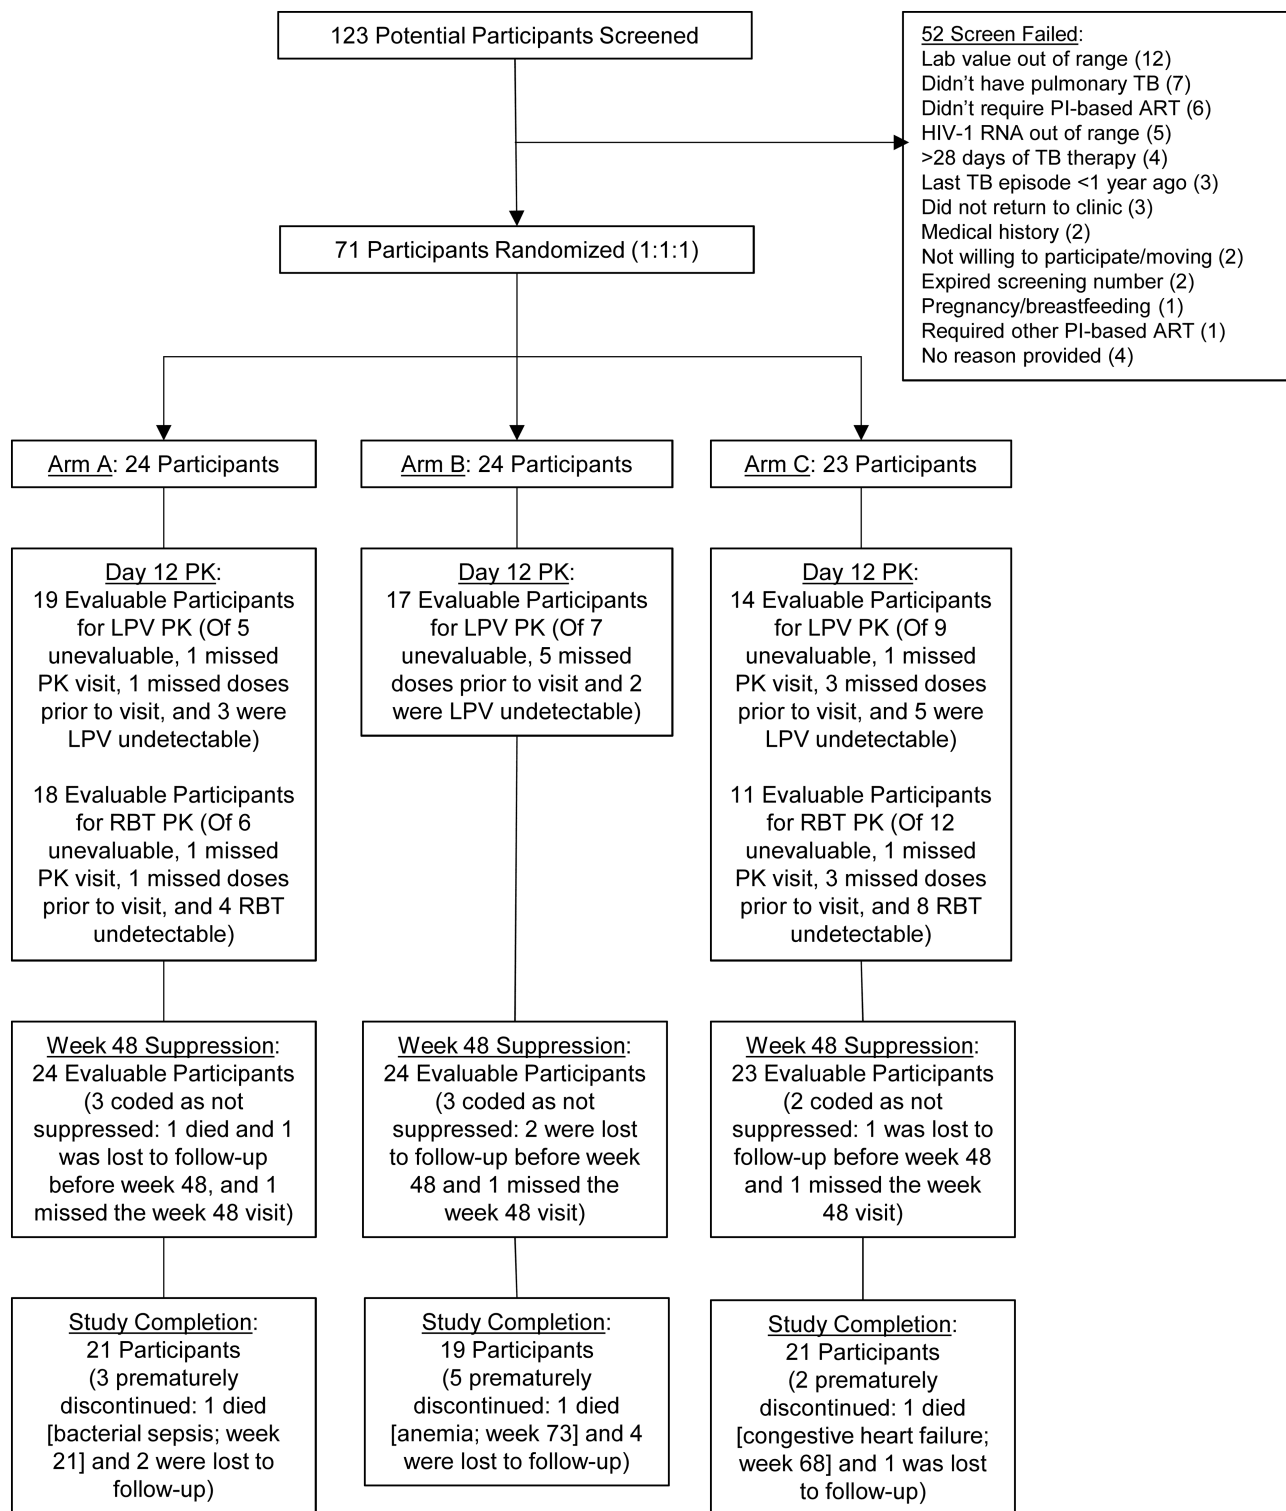 123 Potential Participants Screened
52 Screen Failed:
Lab value out of range (12)
Didn’t have pulmonary TB (7)
Didn’t require PI-based ART (6)
HIV-1 RNA out of range (5)
>28 days of TB therapy (4)
Last TB episode <1 year ago (3)
Did not return to clinic (3)
Medical history (2)
Not willing to participate/moving (2)
Expired screening number (2)
Pregnancy/breastfeeding (1)
Required other PI-based ART (1)
No reason provided (4)
71 Participants Randomized (1:1:1)
Arm A: 24 Participants
Arm B: 24 Participants
Arm C: 23 Participants
Day 12 PK:
19 Evaluable Participants
for LPV PK (Of 5
unevaluable, 1 missed
PK visit, 1 missed doses
prior to visit, and 3 were
LPV undetectable)
18 Evaluable Participants
for RBT PK (Of 6
unevaluable, 1 missed
PK visit, 1 missed doses
prior to visit, and 4 RBT
undetectable)
Day 12 PK:
17 Evaluable Participants
for LPV PK (Of 7
unevaluable, 5 missed
doses prior to visit and 2
were LPV undetectable)
Day 12 PK:
14 Evaluable Participants
for LPV PK (Of 9
unevaluable, 1 missed
PK visit, 3 missed doses
prior to visit, and 5 were
LPV undetectable)
11 Evaluable Participants
for RBT PK (Of 12
unevaluable, 1 missed
PK visit, 3 missed doses
prior to visit, and 8 RBT
undetectable)
Week 48 Suppression:
24 Evaluable Participants
(3 coded as not
suppressed: 1 died and 1
was lost to follow-up
before week 48, and 1
missed the week 48 visit)
Week 48 Suppression:
24 Evaluable Participants
(3 coded as not
suppressed: 2 were lost
to follow-up before week
48 and 1 missed the
week 48 visit)
Week 48 Suppression:
23 Evaluable Participants
(2 coded as not
suppressed: 1 was lost to
follow-up before week 48
and 1 missed the week
48 visit)
Study Completion:
21 Participants
(3 prematurely
discontinued: 1 died
[bacterial sepsis; week
21] and 2 were lost to
follow-up)
Study Completion:
19 Participants
(5 prematurely
discontinued: 1 died
[anemia; week 73] and 4
were lost to follow-up)
Study Completion:
21 Participants
(2 prematurely
discontinued: 1 died
[congestive heart failure;
week 68] and 1 was lost
to follow-up)